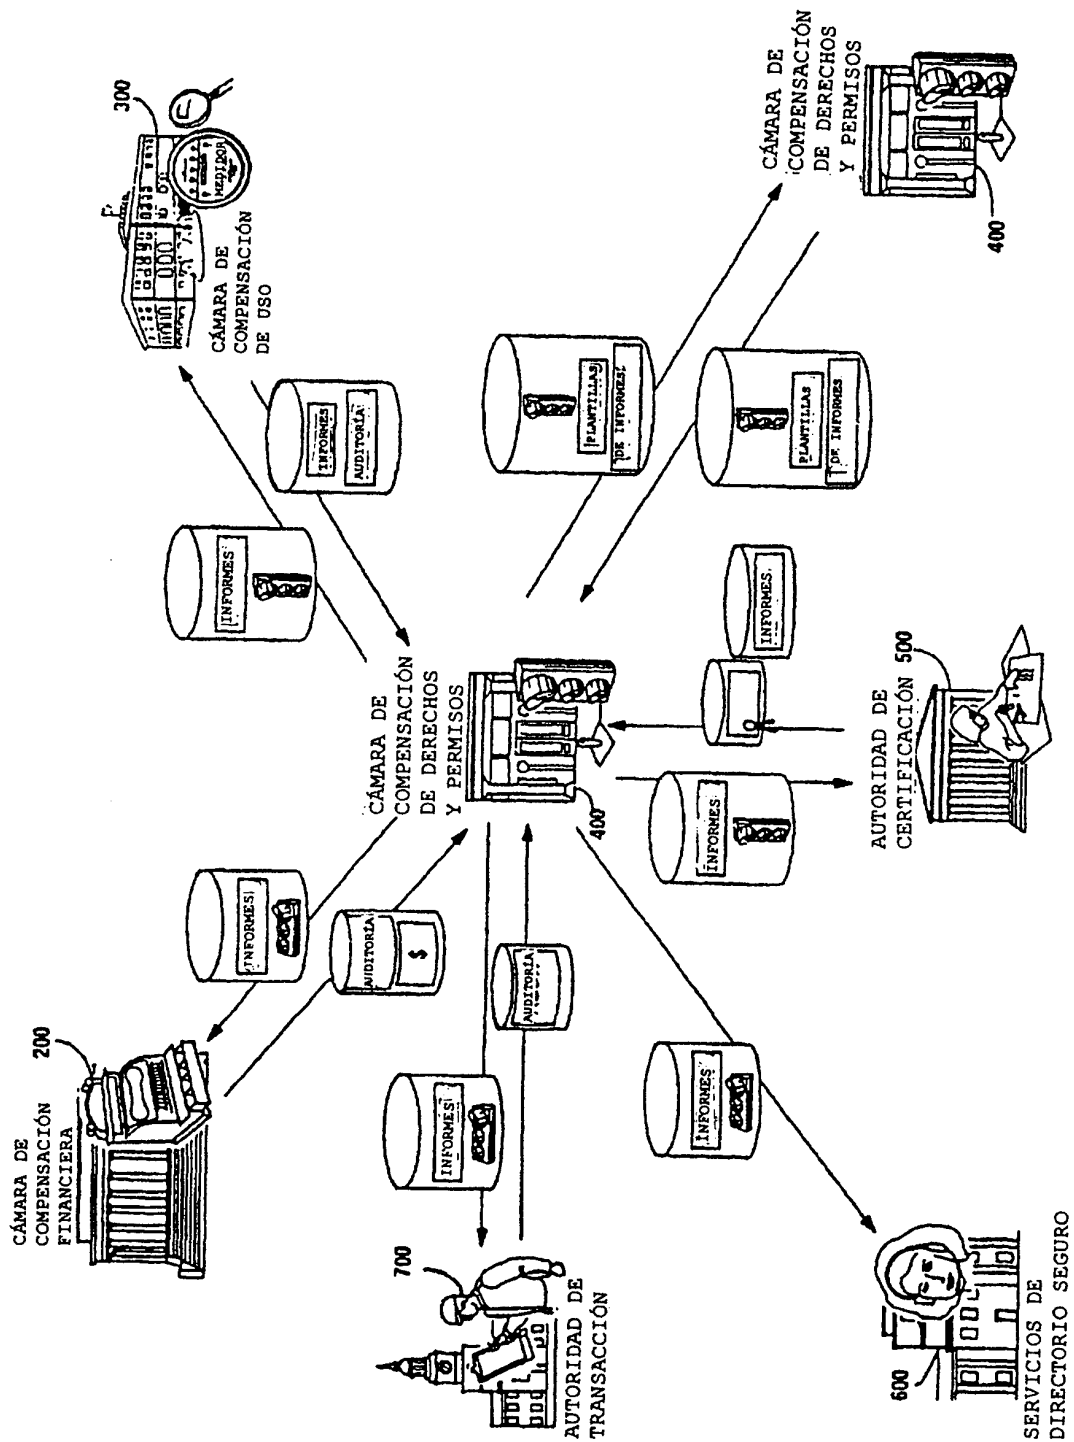 CÁMARA DE
COMPENSACIÓN
FINANCIERA
200
300
CÁMARA DE
COMPENSACIÓN
DE USO
MEDIDOR
INFORMES
INFORMES
INFORMES
AUDITORÍA
AUDITORÍA
$
CÁMARA DE
COMPENSACIÓN
DE DERECHOS
Y PERMISOS
400
700
AUTORIDAD DE
TRANSACCIÓN
INFORMES
AUDITORÍA
PLANTILLAS
DE INFORMES
PLANTILLAS
DE INFORMES
CÁMARA DE
COMPENSACIÓN
DE DERECHOS
Y PERMISOS
400
INFORMES
INFORMES
INFORMES
600
SERVICIOS DE
DIRECTORIO SEGURO
AUTORIDAD DE
CERTIFICACIÓN 500